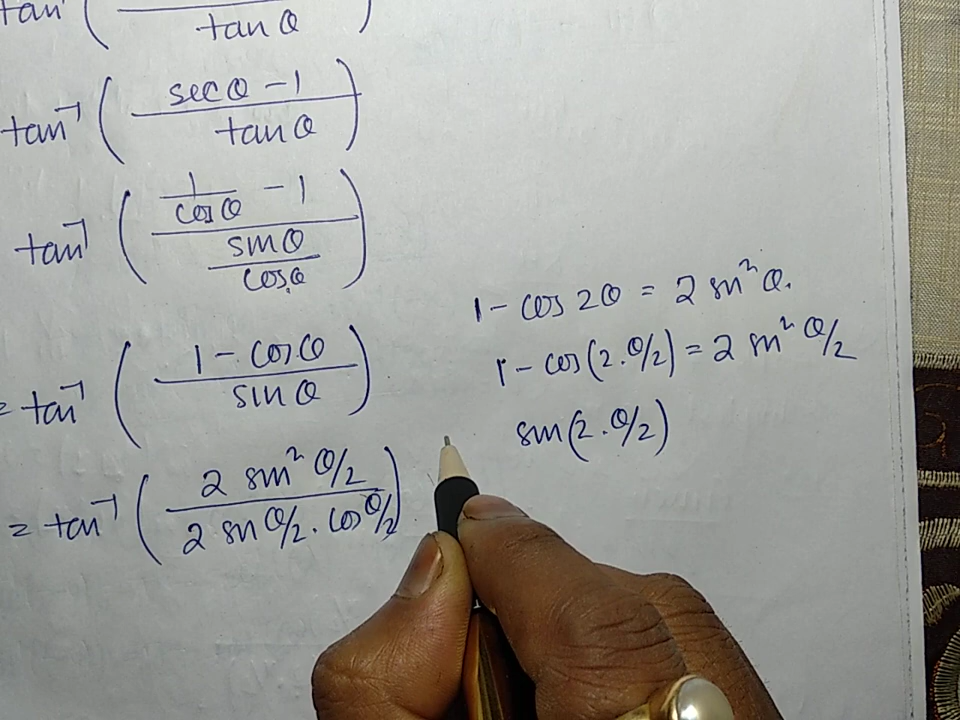 tan⁻¹ ( / tan θ )
tan⁻¹ ( (sec θ − 1) / tan θ )
tan⁻¹ ( (1/cos θ − 1) / (sin θ / cos θ) )
= tan⁻¹ ( (1 − cos θ) / sin θ )
= tan⁻¹ ( 2 sin² θ/2 / 2 sin θ/2 . cos θ/2 )
1 − cos 2θ = 2 sin² θ.
1 − cos(2.θ/2) = 2 sin² θ/2
sin(2.θ/2)